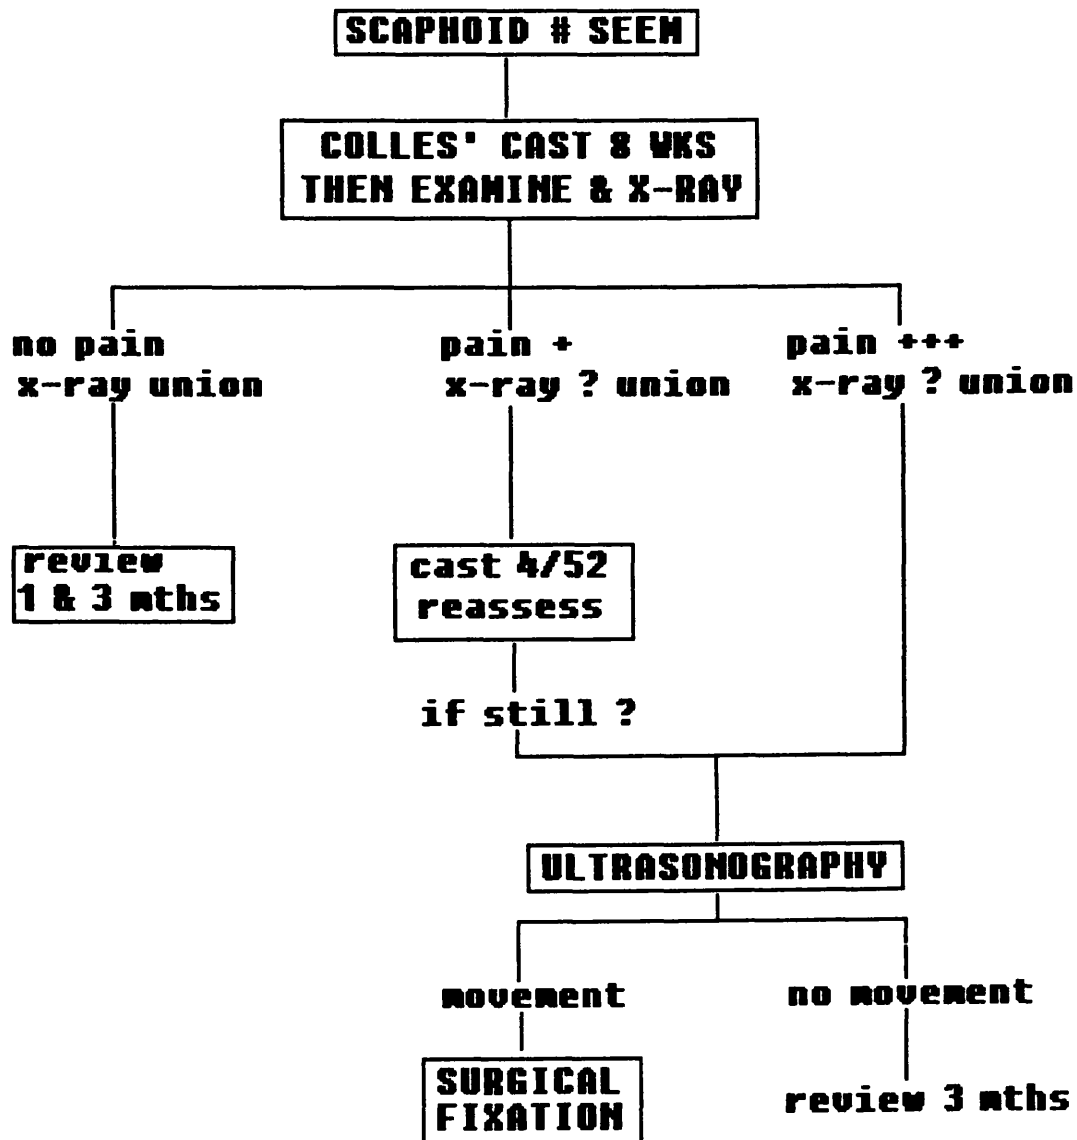 SCAPHOID # SEEN
COLLES' CAST 8 WKS
THEN EXAMINE & X-RAY
no pain
x-ray union
pain +
x-ray ? union
pain +++
x-ray ? union
review
1 & 3 mths
cast 4/52
reassess
if still ?
ULTRASONOGRAPHY
movement
no movement
SURGICAL
FIXATION
review 3 mths